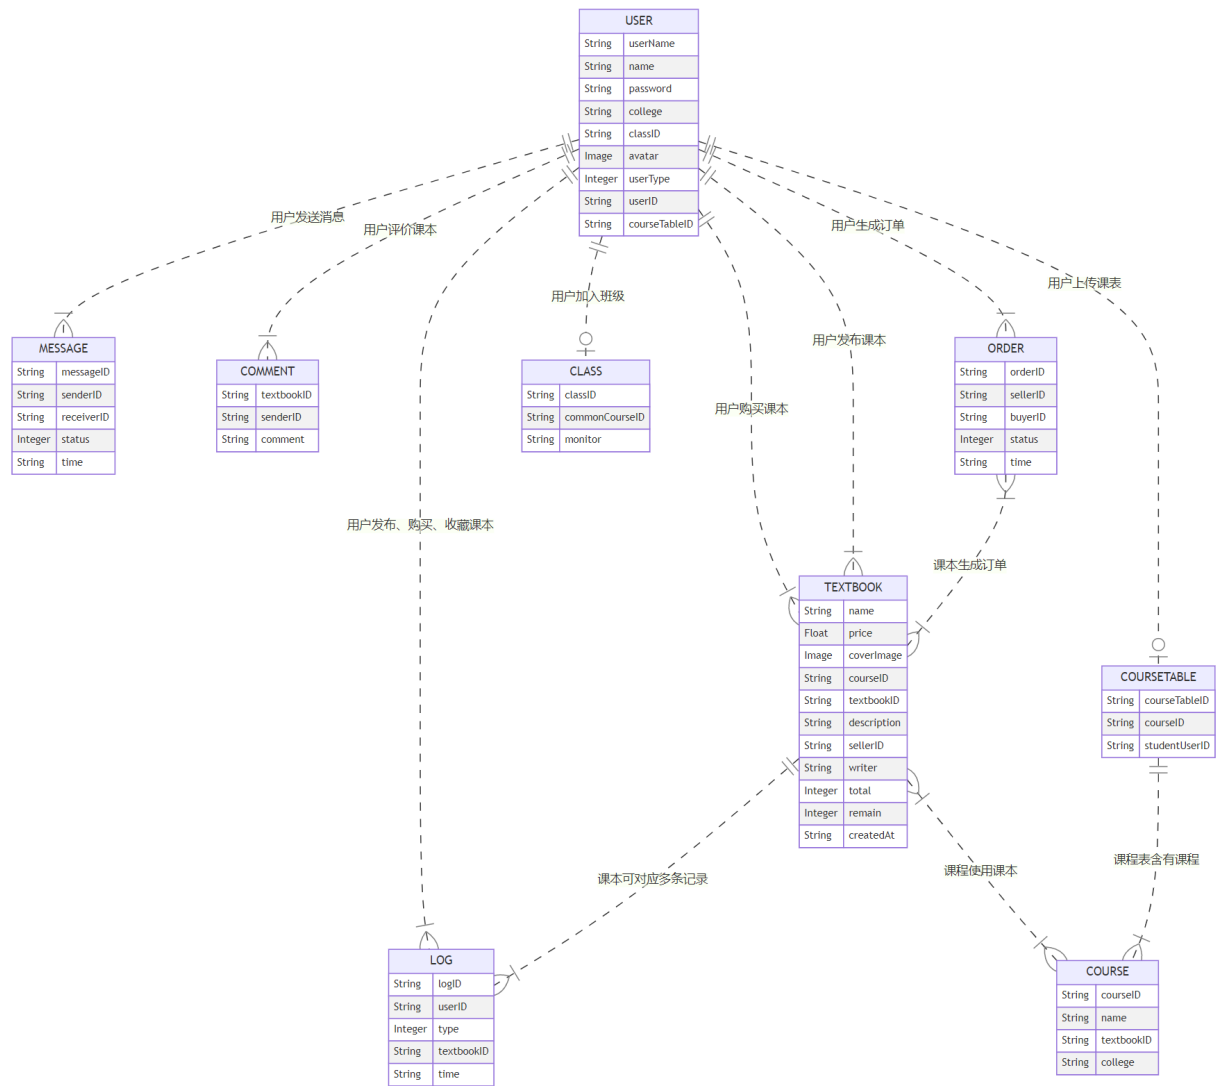 USER
String userName
String name
String password
String college
String classID
Image avatar
Integer userType
String userID
String courseTableID
用户发送消息
用户评价课本
用户生成订单
用户上传课表
用户加入班级
用户发布课本
用户购买课本
MESSAGE
String messageID
String senderID
String receiverID
Integer status
String time
COMMENT
String textbookID
String senderID
String comment
CLASS
String classID
String commonCourseID
String monitor
ORDER
String orderID
String sellerID
String buyerID
Integer status
String time
用户发布、购买、收藏课本
课本生成订单
TEXTBOOK
String name
Float price
Image coverImage
String courseID
String textbookID
String description
String sellerID
String writer
Integer total
Integer remain
String createdAt
COURSETABLE
String courseTableID
String courseID
String studentUserID
课本可对应多条记录
课程使用课本
课程表含有课程
LOG
String logID
String userID
Integer type
String textbookID
String time
COURSE
String courseID
String name
String textbookID
String college